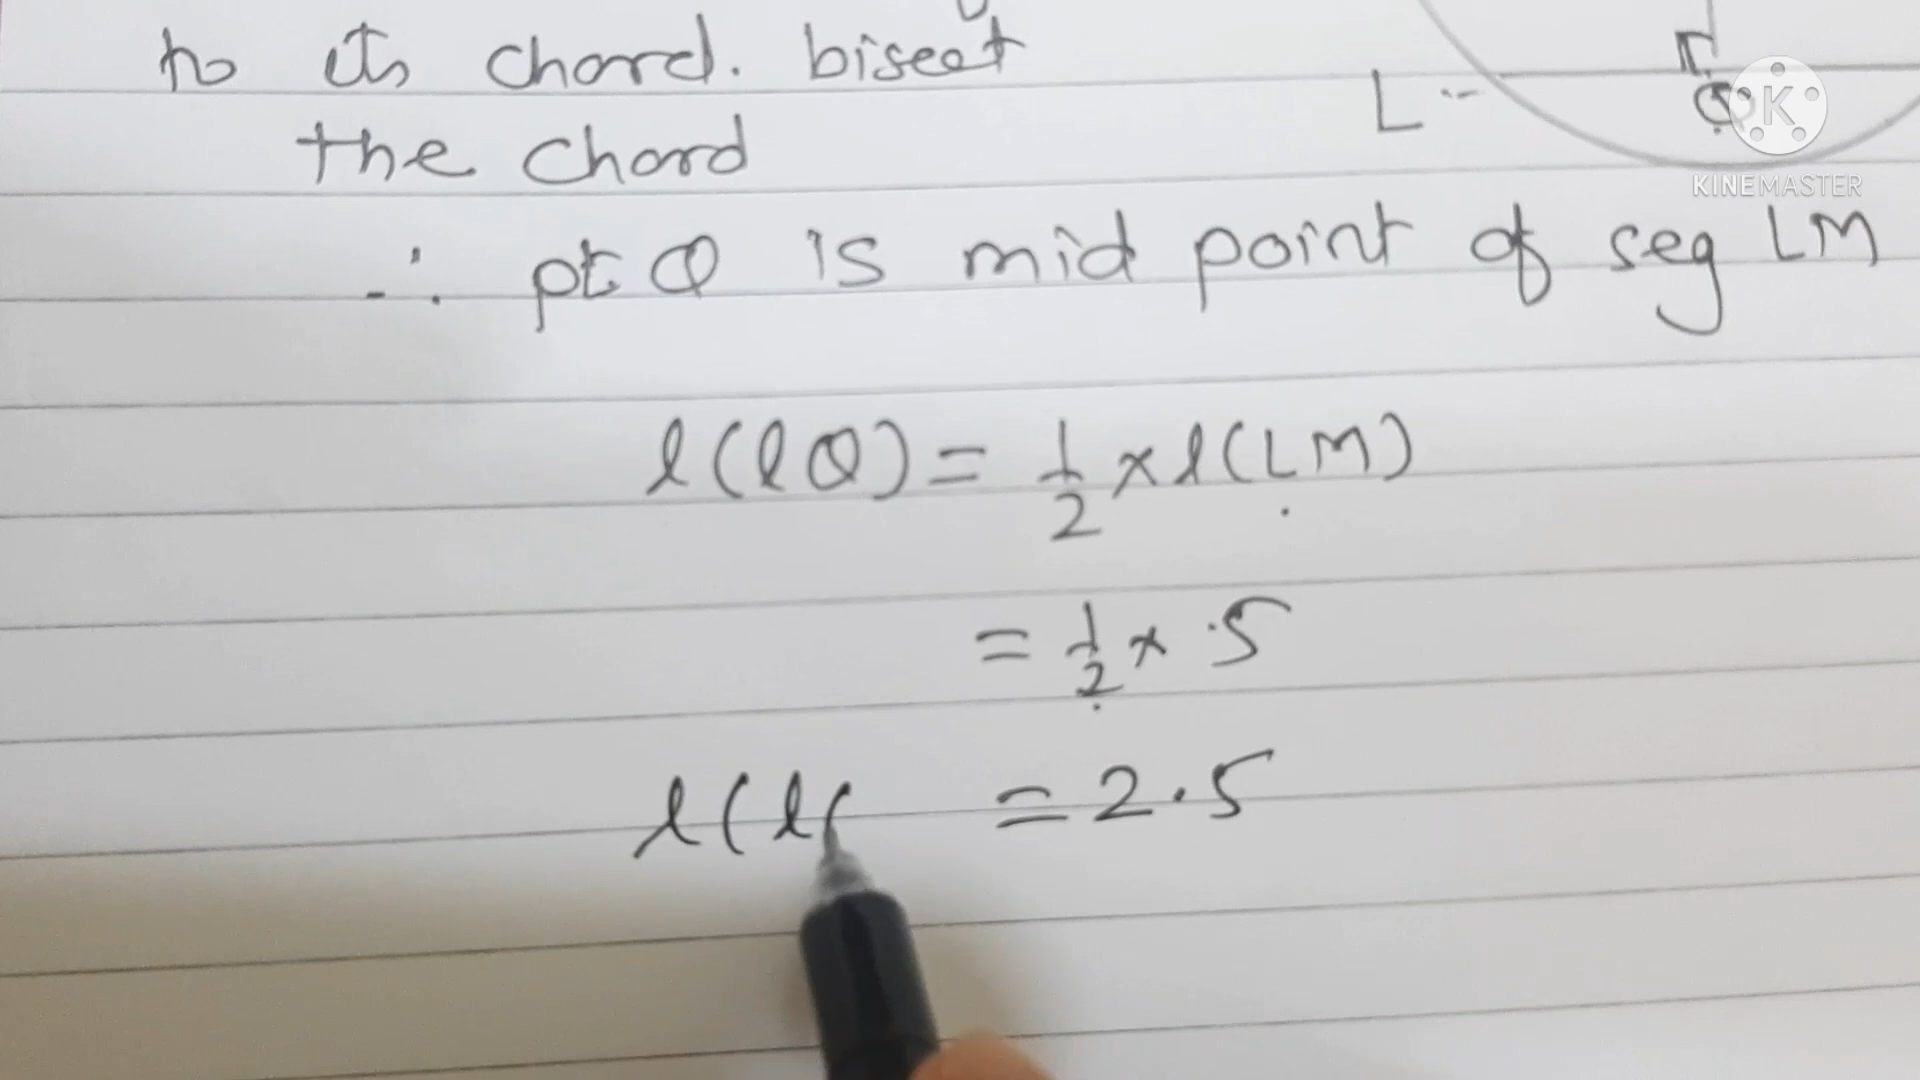 to its chord. bisect
L
Q
K
the chord
KINEMASTER
∴ pt Q is mid point of seg LM
l(lQ) = 1/2 × l(LM)
= 1/2 × 5
l(l( = 2.5